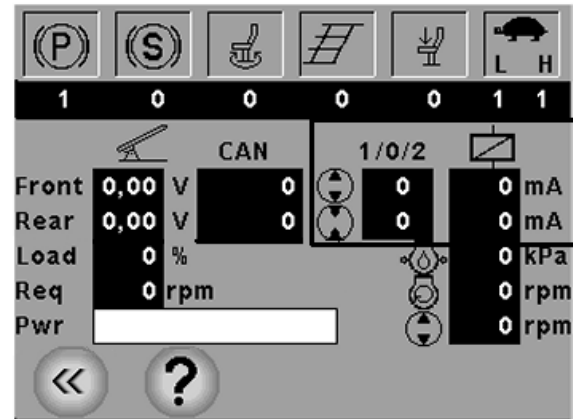 (P) (S) L H
1 0 0 0 0 1 1
CAN 1/0/2
Front 0,00 V 0 0 0 mA
Rear 0,00 V 0 0 0 mA
Load 0 % 0 kPa
Req 0 rpm 0 rpm
Pwr 0 rpm
« ?